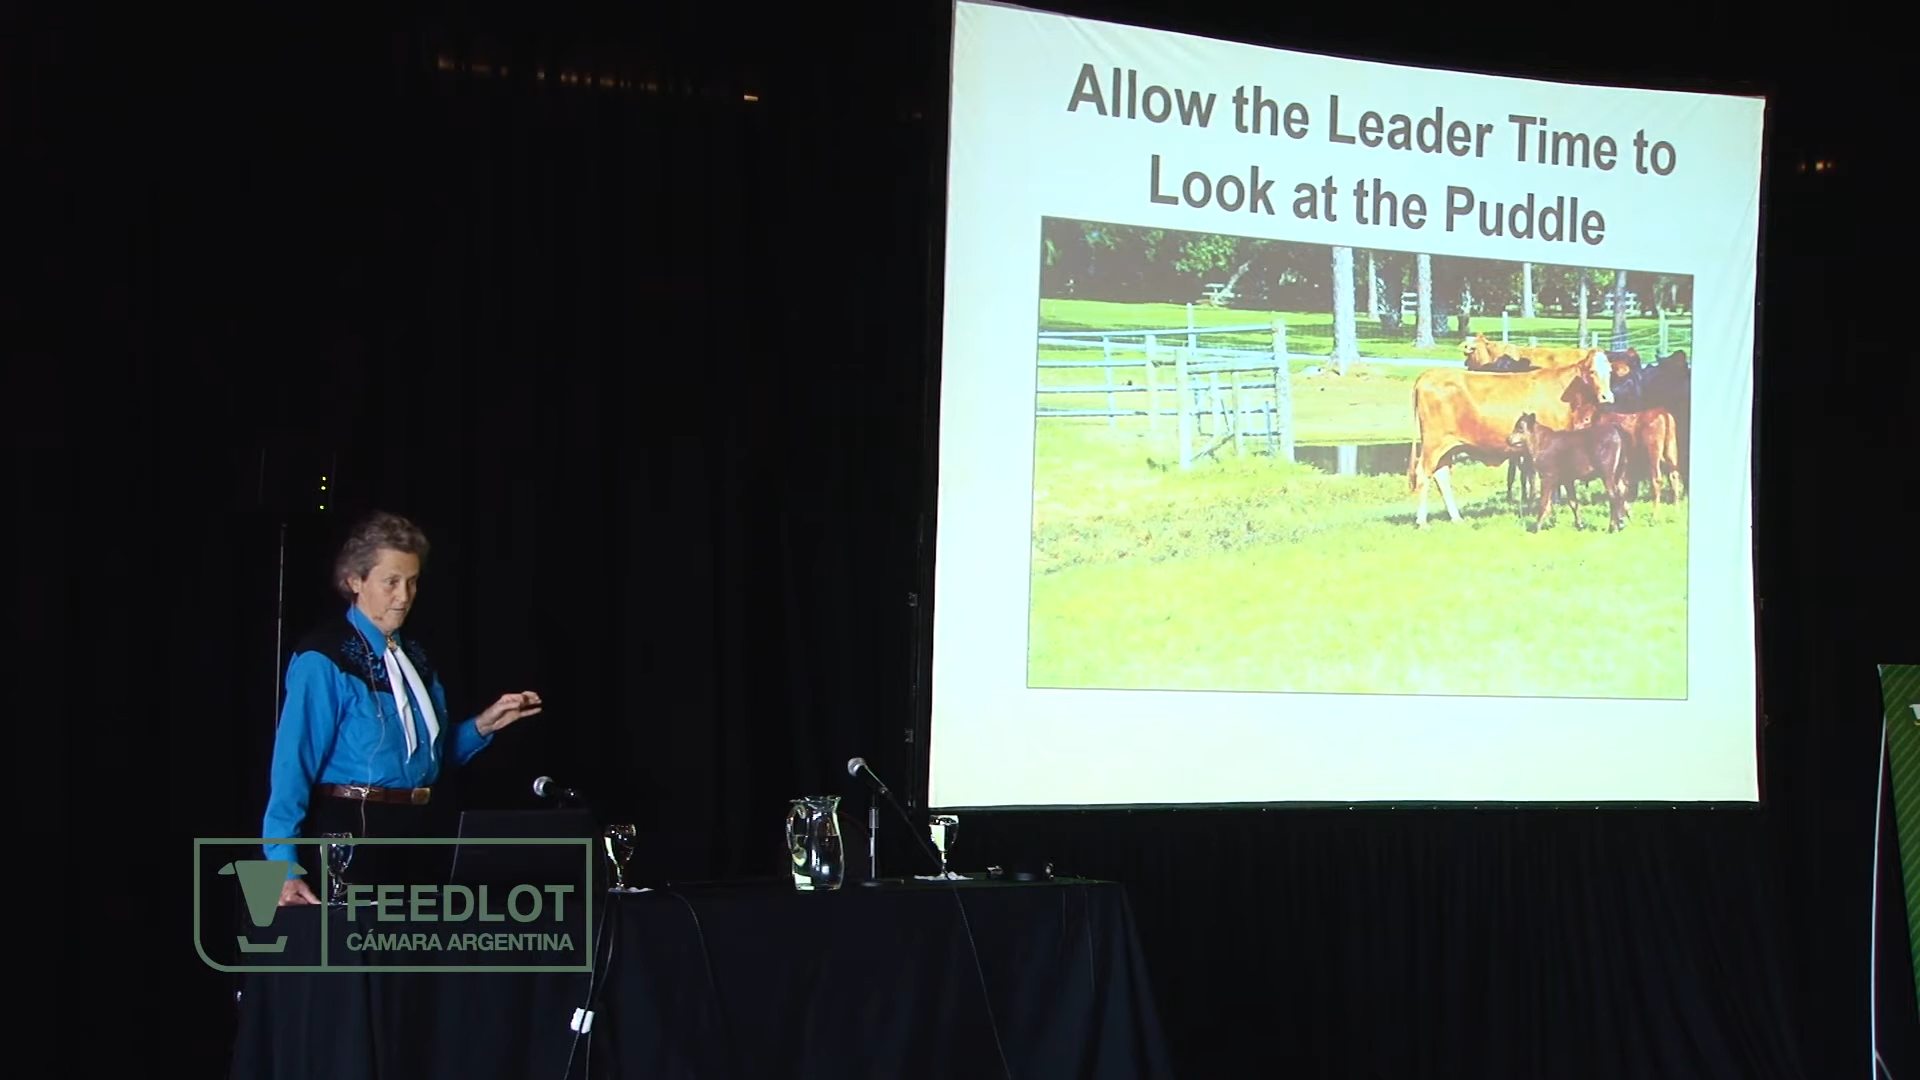 Allow the Leader Time to
Look at the Puddle
FEEDLOT
CÁMARA ARGENTINA